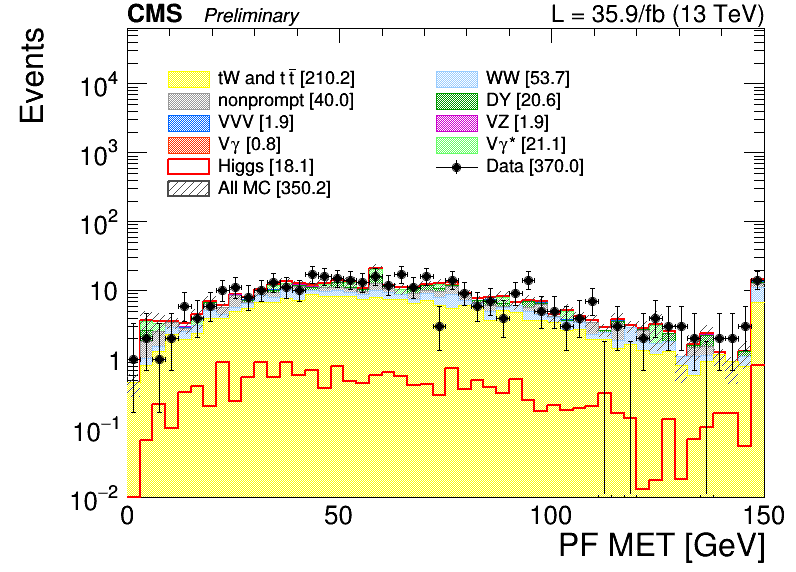 CMS Preliminary L = 35.9/fb (13 TeV)
Events
10⁴
10³
10²
10
1
10⁻¹
10⁻²
tW and tt̄ [210.2] WW [53.7]
nonprompt [40.0] DY [20.6]
VVV [1.9] VZ [1.9]
Vγ [0.8] Vγ* [21.1]
Higgs [18.1] Data [370.0]
All MC [350.2]
0 50 100 150
PF MET [GeV]